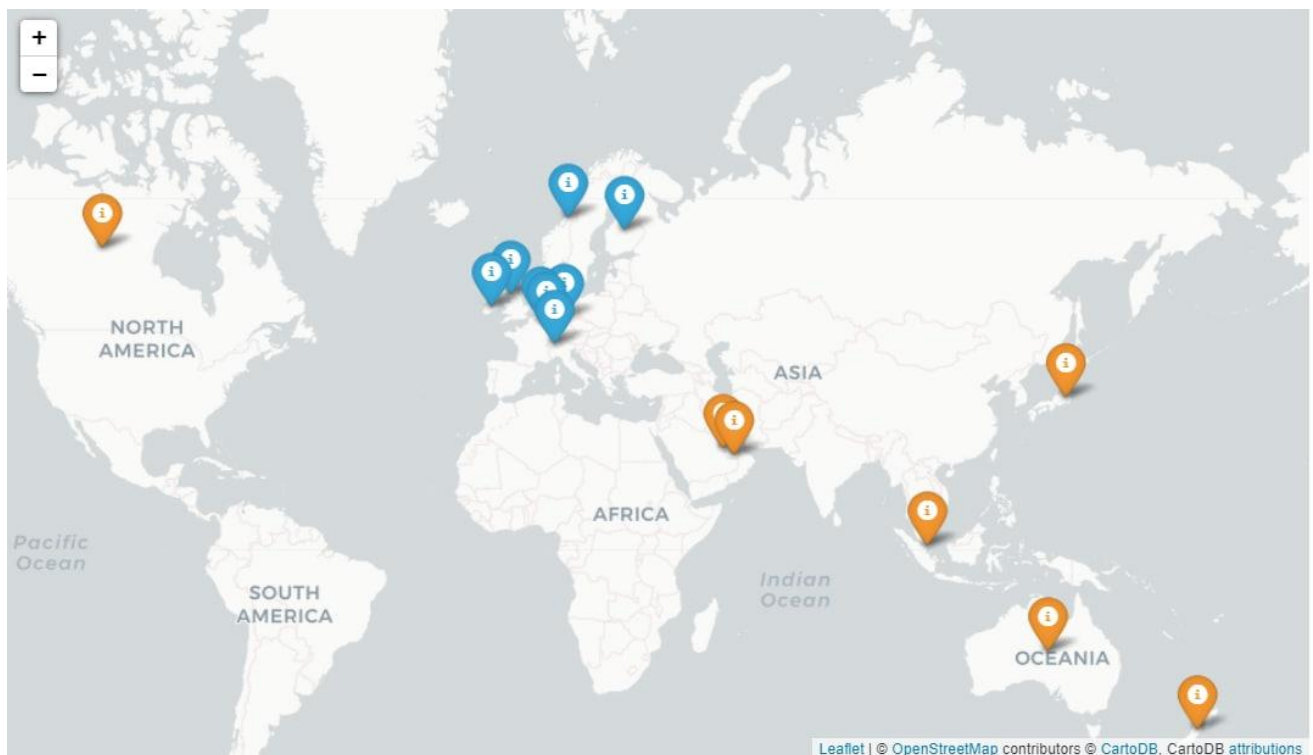 +
−
NORTH
AMERICA
ASIA
AFRICA
Pacific
Ocean
Indian
Ocean
SOUTH
AMERICA
OCEANIA
Leaflet | © OpenStreetMap contributors © CartoDB, CartoDB attributions